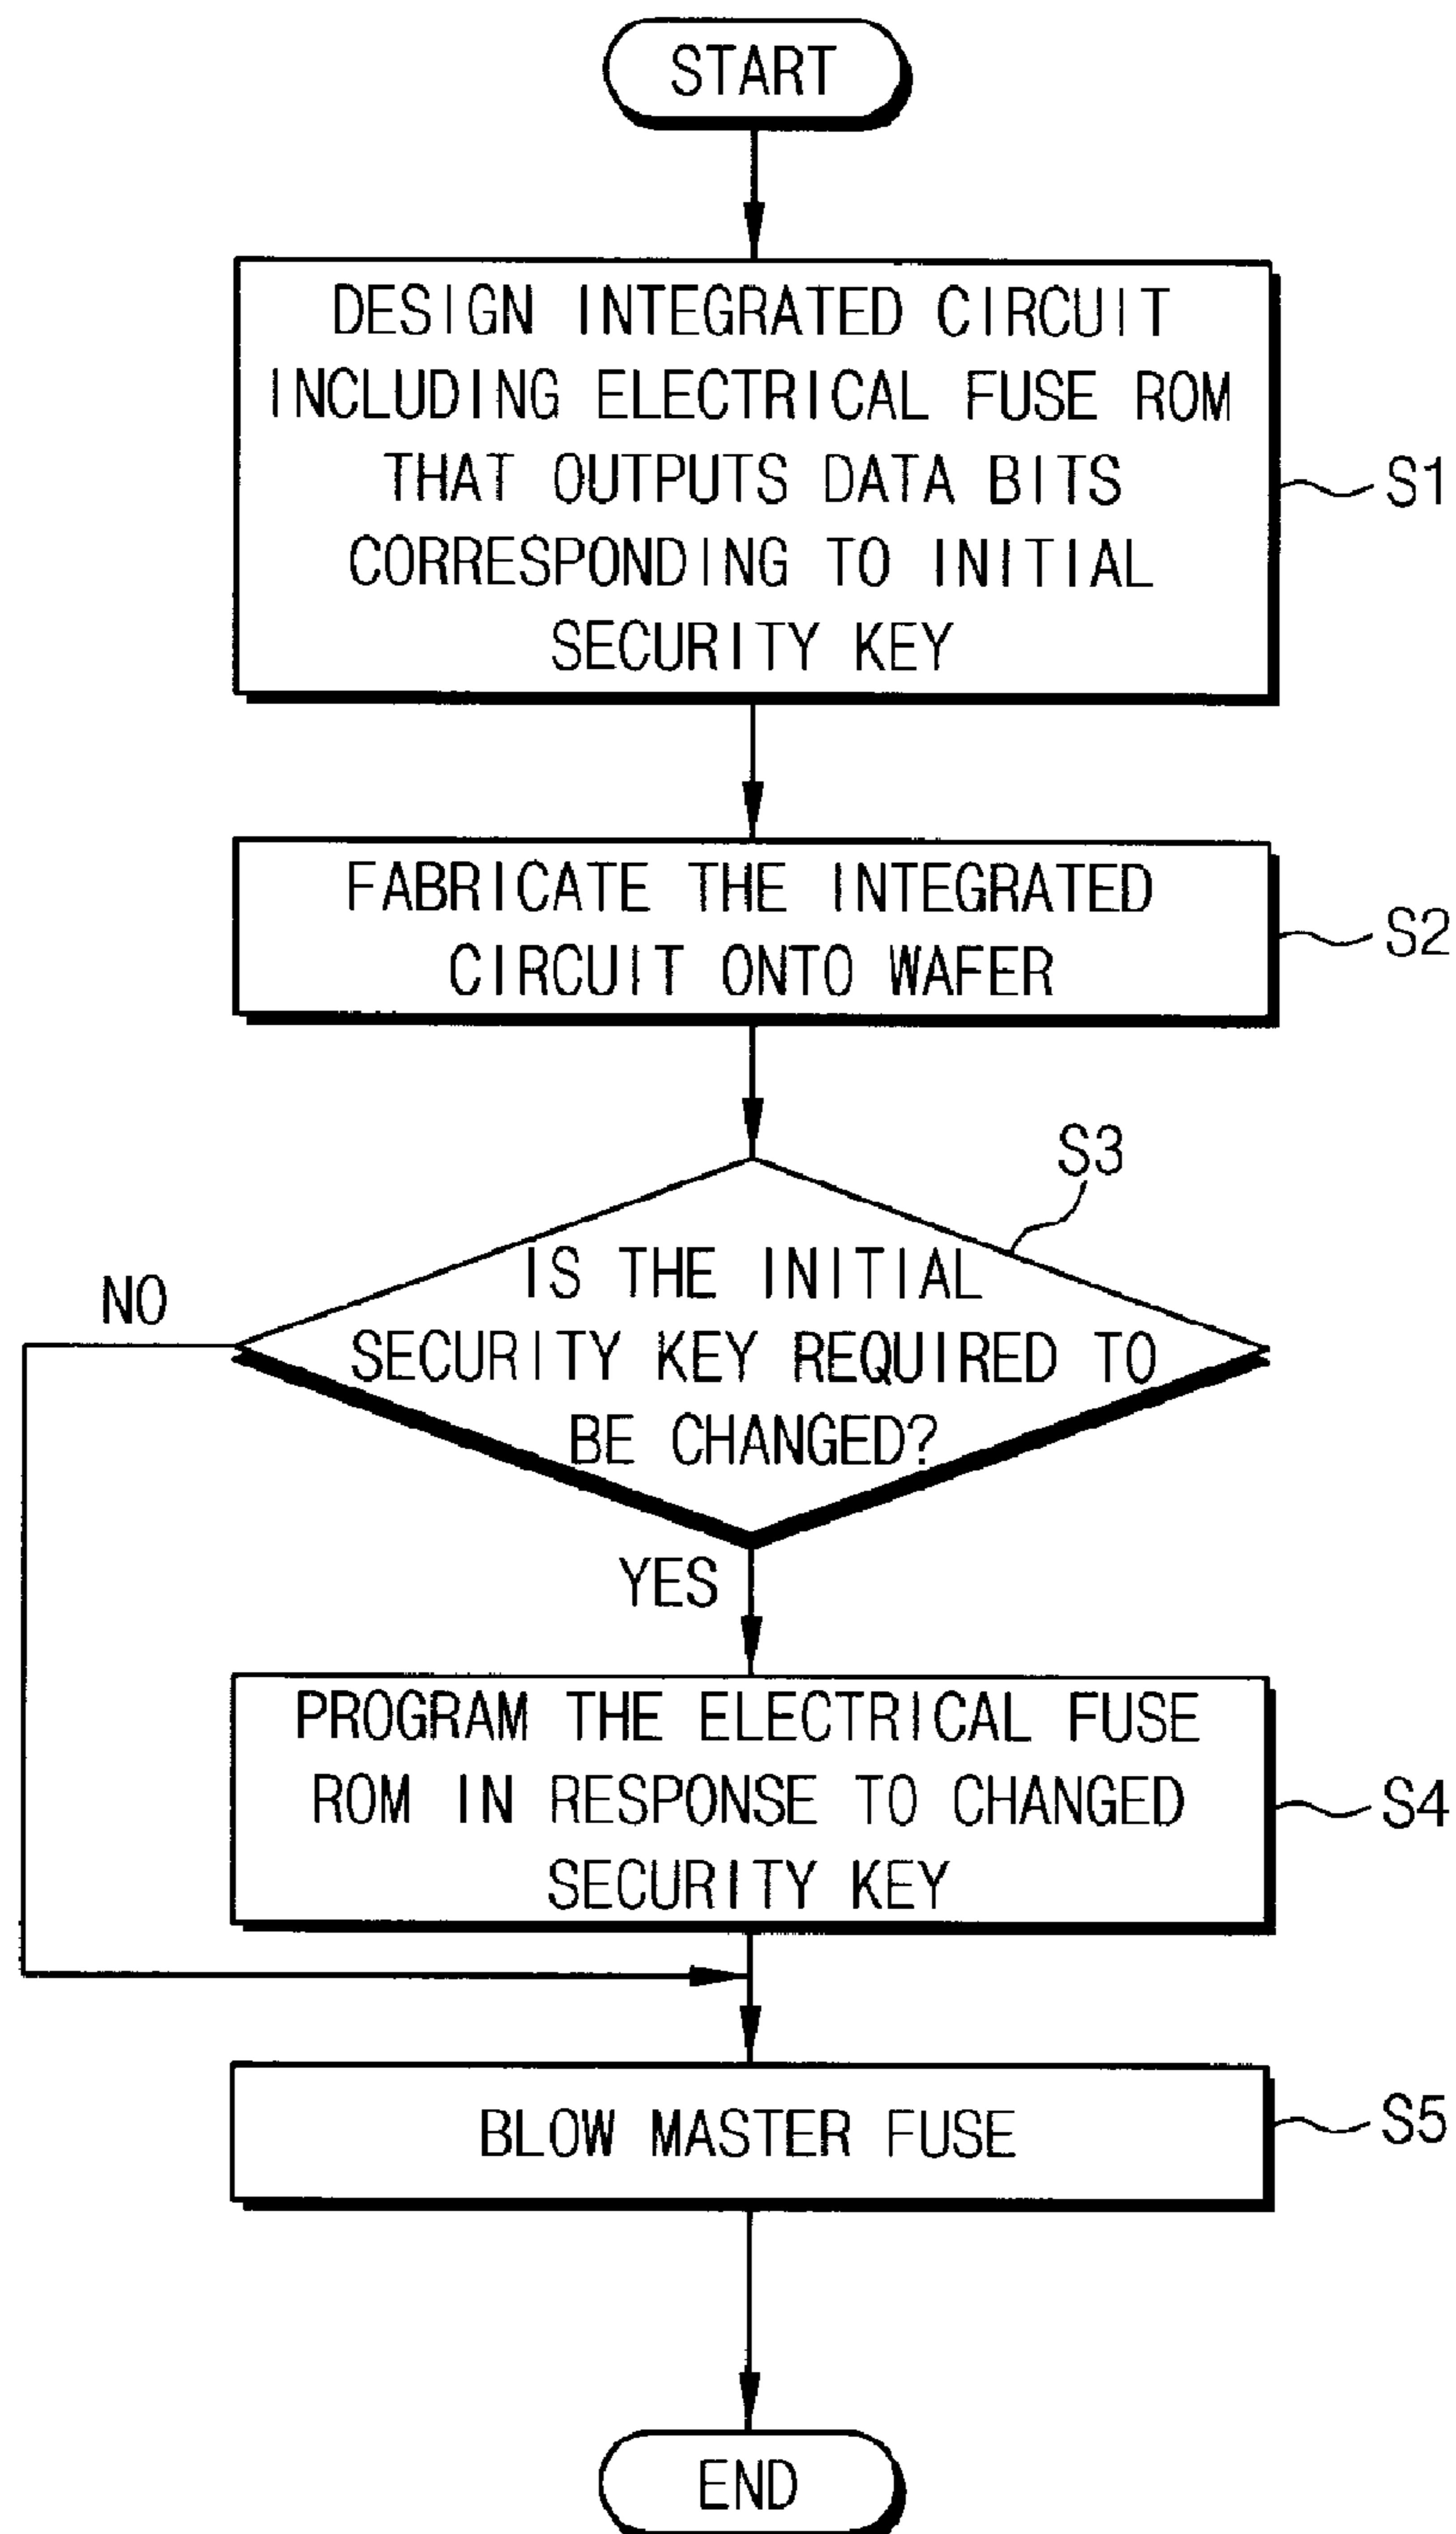 START
DESIGN INTEGRATED CIRCUIT
INCLUDING ELECTRICAL FUSE ROM
THAT OUTPUTS DATA BITS
CORRESPONDING TO INITIAL
SECURITY KEY
S1
FABRICATE THE INTEGRATED
CIRCUIT ONTO WAFER
S2
S3
IS THE INITIAL
SECURITY KEY REQUIRED TO
BE CHANGED?
NO
YES
PROGRAM THE ELECTRICAL FUSE
ROM IN RESPONSE TO CHANGED
SECURITY KEY
S4
BLOW MASTER FUSE
S5
END